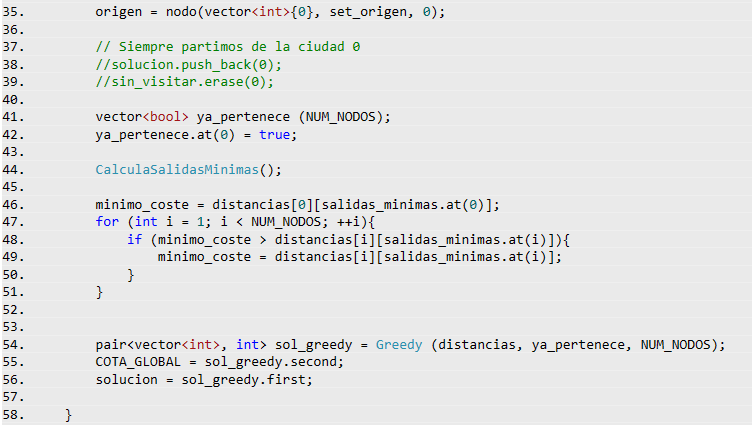 35.         origen = nodo(vector<int>{0}, set_origen, 0);
36.
37.         // Siempre partimos de la ciudad 0
38.         //solucion.push_back(0);
39.         //sin_visitar.erase(0);
40.
41.         vector<bool> ya_pertenece (NUM_NODOS);
42.         ya_pertenece.at(0) = true;
43.
44.         CalculaSalidasMinimas();
45.
46.         minimo_coste = distancias[0][salidas_minimas.at(0)];
47.         for (int i = 1; i < NUM_NODOS; ++i){
48.             if (minimo_coste > distancias[i][salidas_minimas.at(i)]){
49.                 minimo_coste = distancias[i][salidas_minimas.at(i)];
50.             }
51.         }
52.
53.
54.         pair<vector<int>, int> sol_greedy = Greedy (distancias, ya_pertenece, NUM_NODOS);
55.         COTA_GLOBAL = sol_greedy.second;
56.         solucion = sol_greedy.first;
57.
58.     }